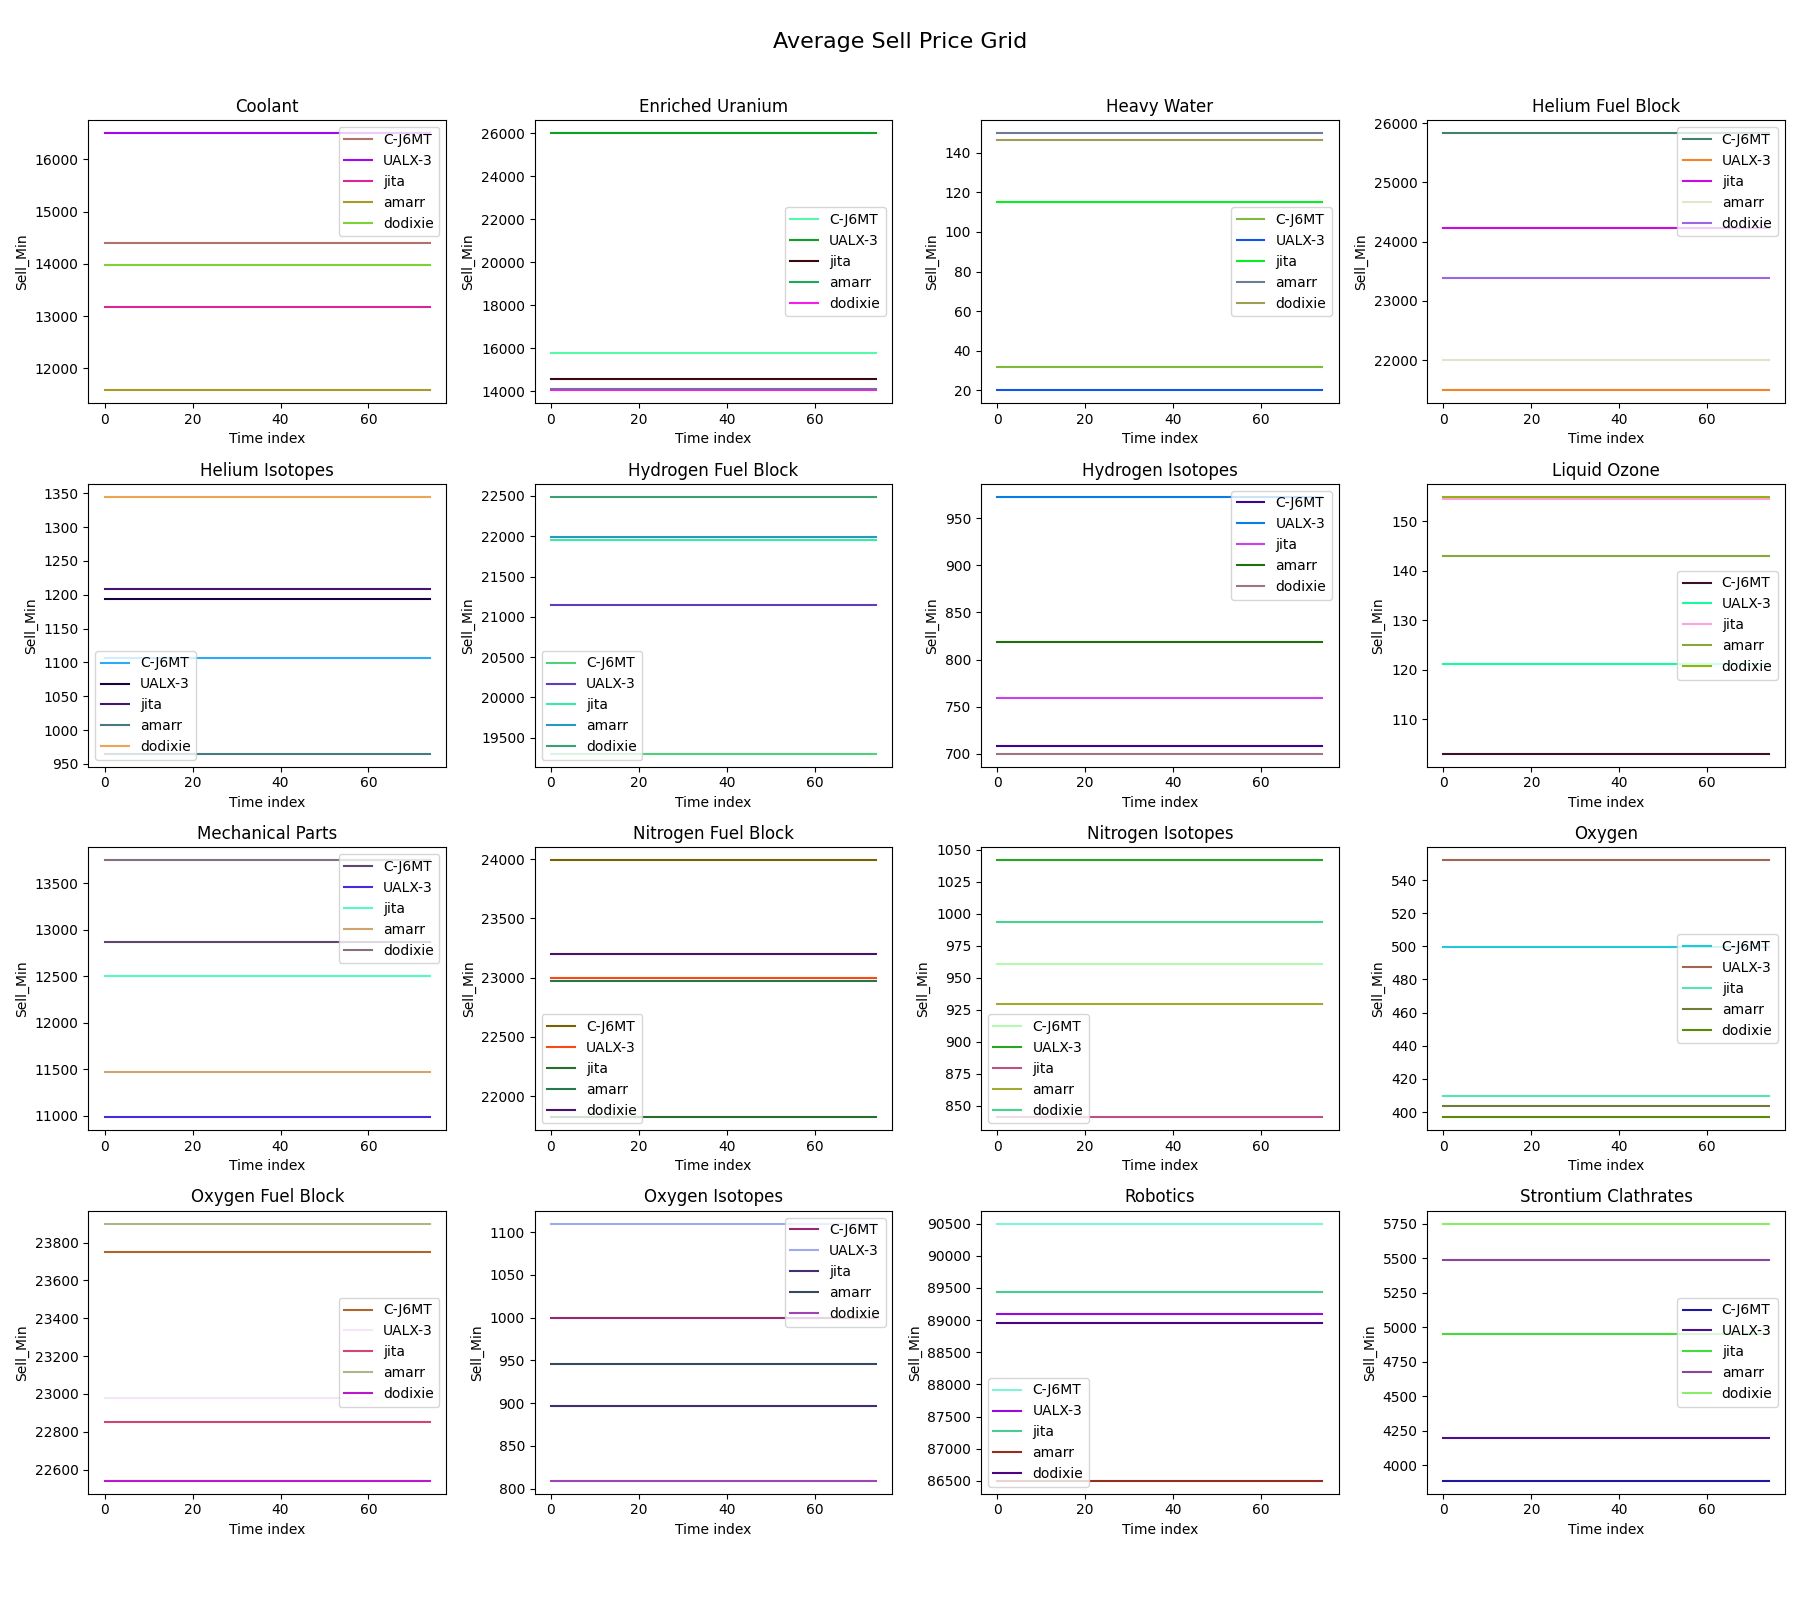 Average Sell Price Grid
Coolant
Sell_Min
16000
15000
14000
13000
12000
C-J6MT
UALX-3
jita
amarr
dodixie
0 20 40 60
Time index
Enriched Uranium
Sell_Min
26000
24000
22000
20000
18000
16000
14000
C-J6MT
UALX-3
jita
amarr
dodixie
0 20 40 60
Time index
Heavy Water
Sell_Min
140
120
100
80
60
40
20
C-J6MT
UALX-3
jita
amarr
dodixie
0 20 40 60
Time index
Helium Fuel Block
Sell_Min
26000
25000
24000
23000
22000
C-J6MT
UALX-3
jita
amarr
dodixie
0 20 40 60
Time index
Helium Isotopes
Sell_Min
1350
1300
1250
1200
1150
1100
1050
1000
950
C-J6MT
UALX-3
jita
amarr
dodixie
0 20 40 60
Time index
Hydrogen Fuel Block
Sell_Min
22500
22000
21500
21000
20500
20000
19500
C-J6MT
UALX-3
jita
amarr
dodixie
0 20 40 60
Time index
Hydrogen Isotopes
Sell_Min
950
900
850
800
750
700
C-J6MT
UALX-3
jita
amarr
dodixie
0 20 40 60
Time index
Liquid Ozone
Sell_Min
150
140
130
120
110
C-J6MT
UALX-3
jita
amarr
dodixie
0 20 40 60
Time index
Mechanical Parts
Sell_Min
13500
13000
12500
12000
11500
11000
C-J6MT
UALX-3
jita
amarr
dodixie
0 20 40 60
Time index
Nitrogen Fuel Block
Sell_Min
24000
23500
23000
22500
22000
C-J6MT
UALX-3
jita
amarr
dodixie
0 20 40 60
Time index
Nitrogen Isotopes
Sell_Min
1050
1025
1000
975
950
925
900
875
850
C-J6MT
UALX-3
jita
amarr
dodixie
0 20 40 60
Time index
Oxygen
Sell_Min
540
520
500
480
460
440
420
400
C-J6MT
UALX-3
jita
amarr
dodixie
0 20 40 60
Time index
Oxygen Fuel Block
Sell_Min
23800
23600
23400
23200
23000
22800
22600
C-J6MT
UALX-3
jita
amarr
dodixie
0 20 40 60
Time index
Oxygen Isotopes
Sell_Min
1100
1050
1000
950
900
850
800
C-J6MT
UALX-3
jita
amarr
dodixie
0 20 40 60
Time index
Robotics
Sell_Min
90500
90000
89500
89000
88500
88000
87500
87000
86500
C-J6MT
UALX-3
jita
amarr
dodixie
0 20 40 60
Time index
Strontium Clathrates
Sell_Min
5750
5500
5250
5000
4750
4500
4250
4000
C-J6MT
UALX-3
jita
amarr
dodixie
0 20 40 60
Time index